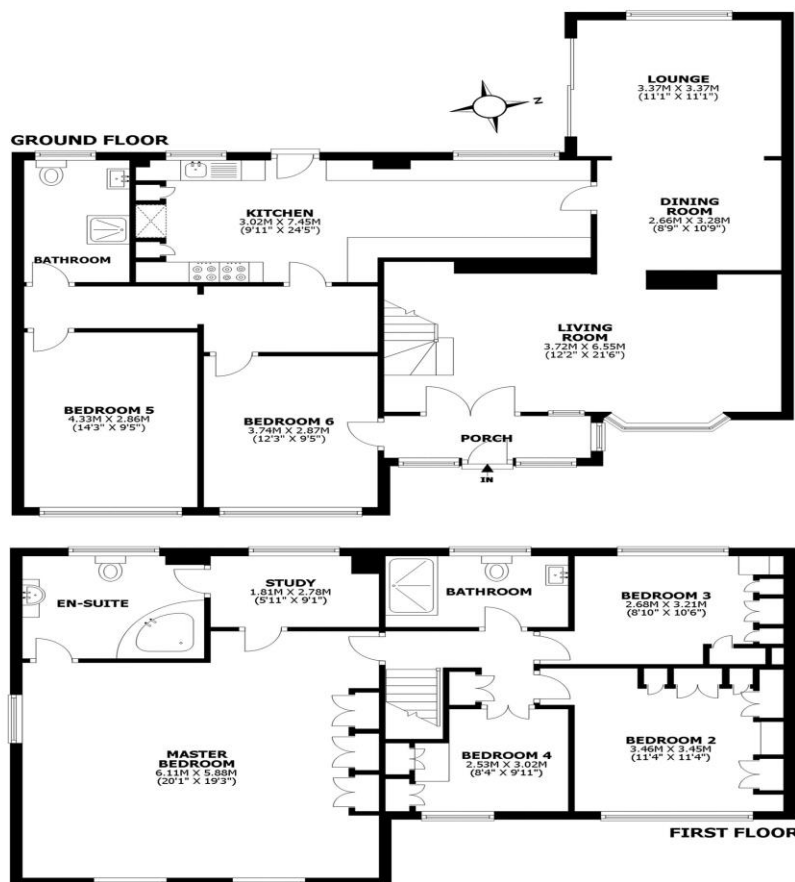 LOUNGE
3.37M X 3.37M
(11'1" X 11'1")
Z
GROUND FLOOR
KITCHEN
3.02M X 7.45M
(9'11" X 24'5")
DINING
ROOM
2.66M X 3.28M
(8'9" X 10'9")
BATHROOM
LIVING
ROOM
3.72M X 6.55M
(12'2" X 21'6")
BEDROOM 5
4.33M X 2.86M
(14'3" X 9'5")
BEDROOM 6
3.74M X 2.87M
(12'3" X 9'5")
PORCH
IN
EN-SUITE
STUDY
1.81M X 2.78M
(5'11" X 9'1")
BATHROOM
BEDROOM 3
2.68M X 3.21M
(8'10" X 10'6")
MASTER
BEDROOM
6.11M X 5.88M
(20'1" X 19'3")
BEDROOM 4
2.53M X 3.02M
(8'4" X 9'11")
BEDROOM 2
3.46M X 3.45M
(11'4" X 11'4")
FIRST FLOOR